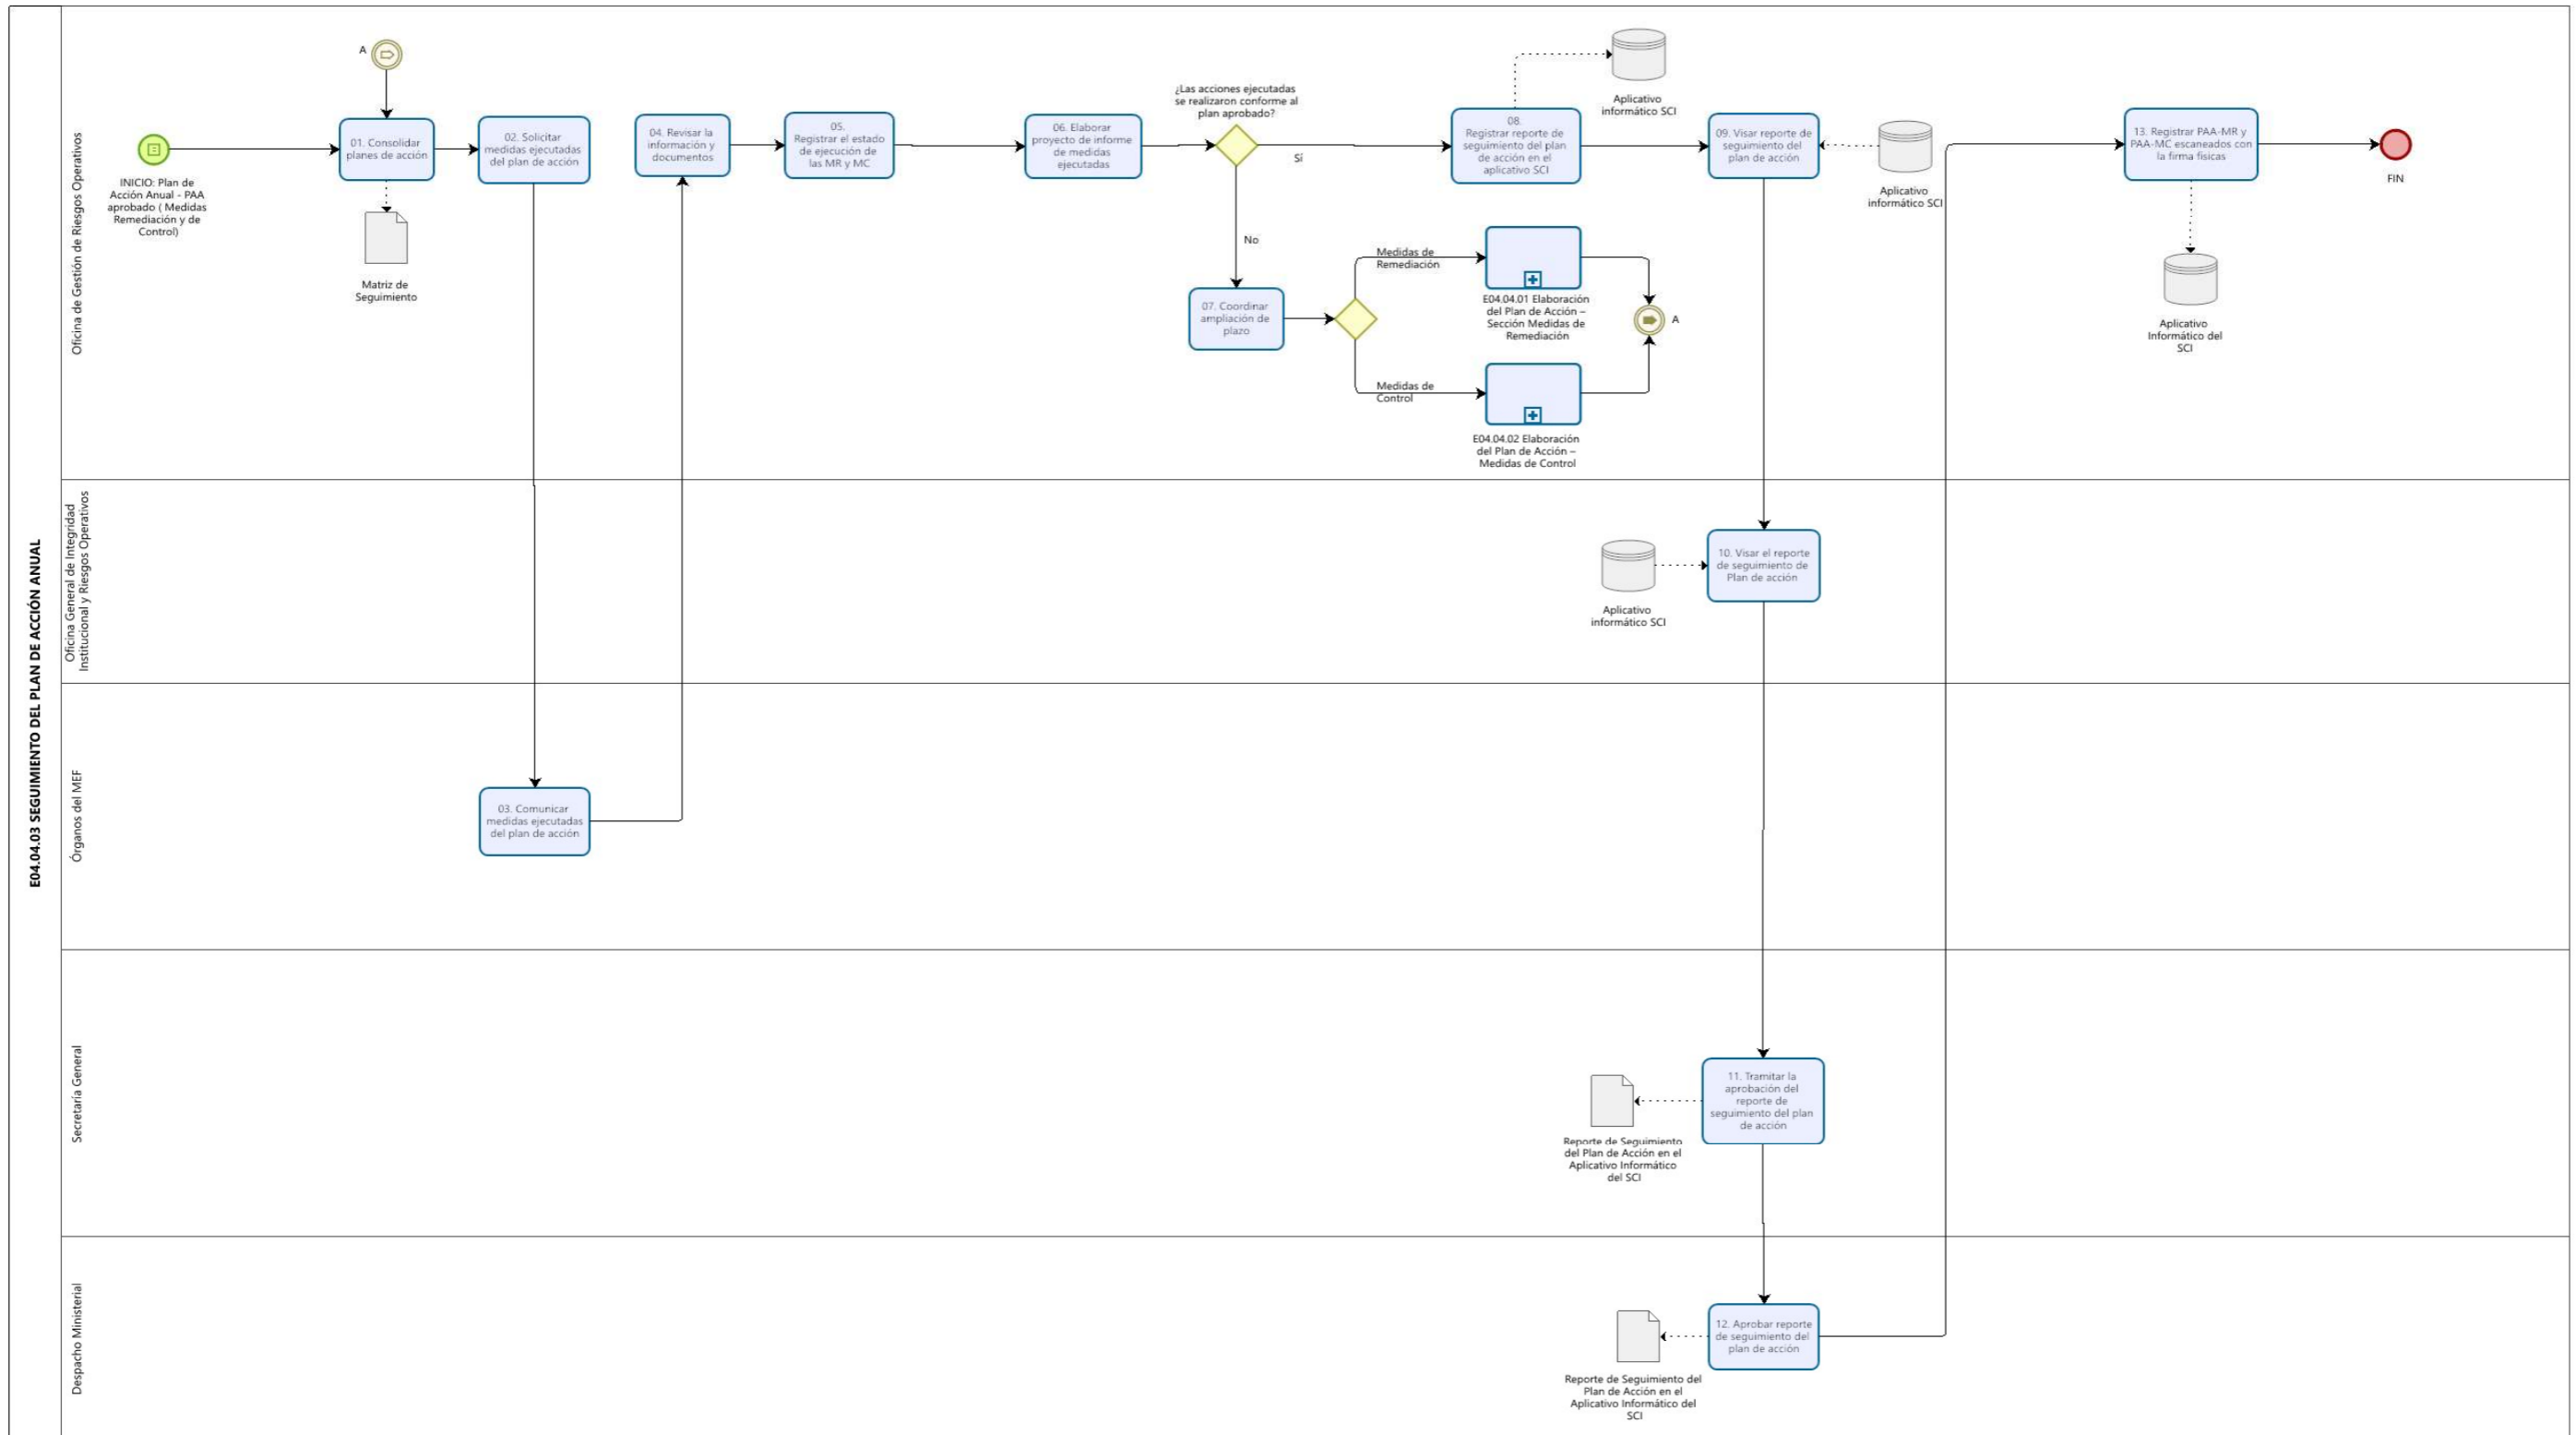 E04.04.03 SEGUIMIENTO DEL PLAN DE ACCIÓN ANUAL
Oficina de Gestión de Riesgos Operativos
A
INICIO: Plan de
Acción Anual - PAA
aprobado ( Medidas
Remediación y de
Control)
01. Consolidar
planes de acción
Matriz de
Seguimiento
02. Solicitar
medidas ejecutadas
del plan de acción
04. Revisar la
información y
documentos
05.
Registrar el estado
de ejecución de
las MR y MC
06. Elaborar
proyecto de informe
de medidas
ejecutadas
¿Las acciones ejecutadas
se realizaron conforme al
plan aprobado?
Sí
No
07. Coordinar
ampliación de
plazo
Medidas de
Remediación
E04.04.01 Elaboración
del Plan de Acción –
Sección Medidas de
Remediación
Medidas de
Control
E04.04.02 Elaboración
del Plan de Acción –
Medidas de Control
A
08.
Registrar reporte de
seguimiento del plan
de acción en el
aplicativo SCI
Aplicativo
informático SCI
09. Visar reporte de
seguimiento del
plan de acción
Aplicativo
informático SCI
13. Registrar PAA-MR y
PAA-MC escaneados con
la firma físicas
Aplicativo
Informático del
SCI
FIN
Oficina General de Integridad
Institucional y Riesgos Operativos
Aplicativo
informático SCI
10. Visar el reporte
de seguimiento de
Plan de acción
Órganos del MEF
03. Comunicar
medidas ejecutadas
del plan de acción
Secretaría General
11. Tramitar la
aprobación del
reporte de
seguimiento del plan
de acción
Reporte de Seguimiento
del Plan de Acción en el
Aplicativo Informático
del SCI
Despacho Ministerial
12. Aprobar reporte
de seguimiento del
plan de acción
Reporte de Seguimiento del
Plan de Acción en el
Aplicativo Informático del
SCI